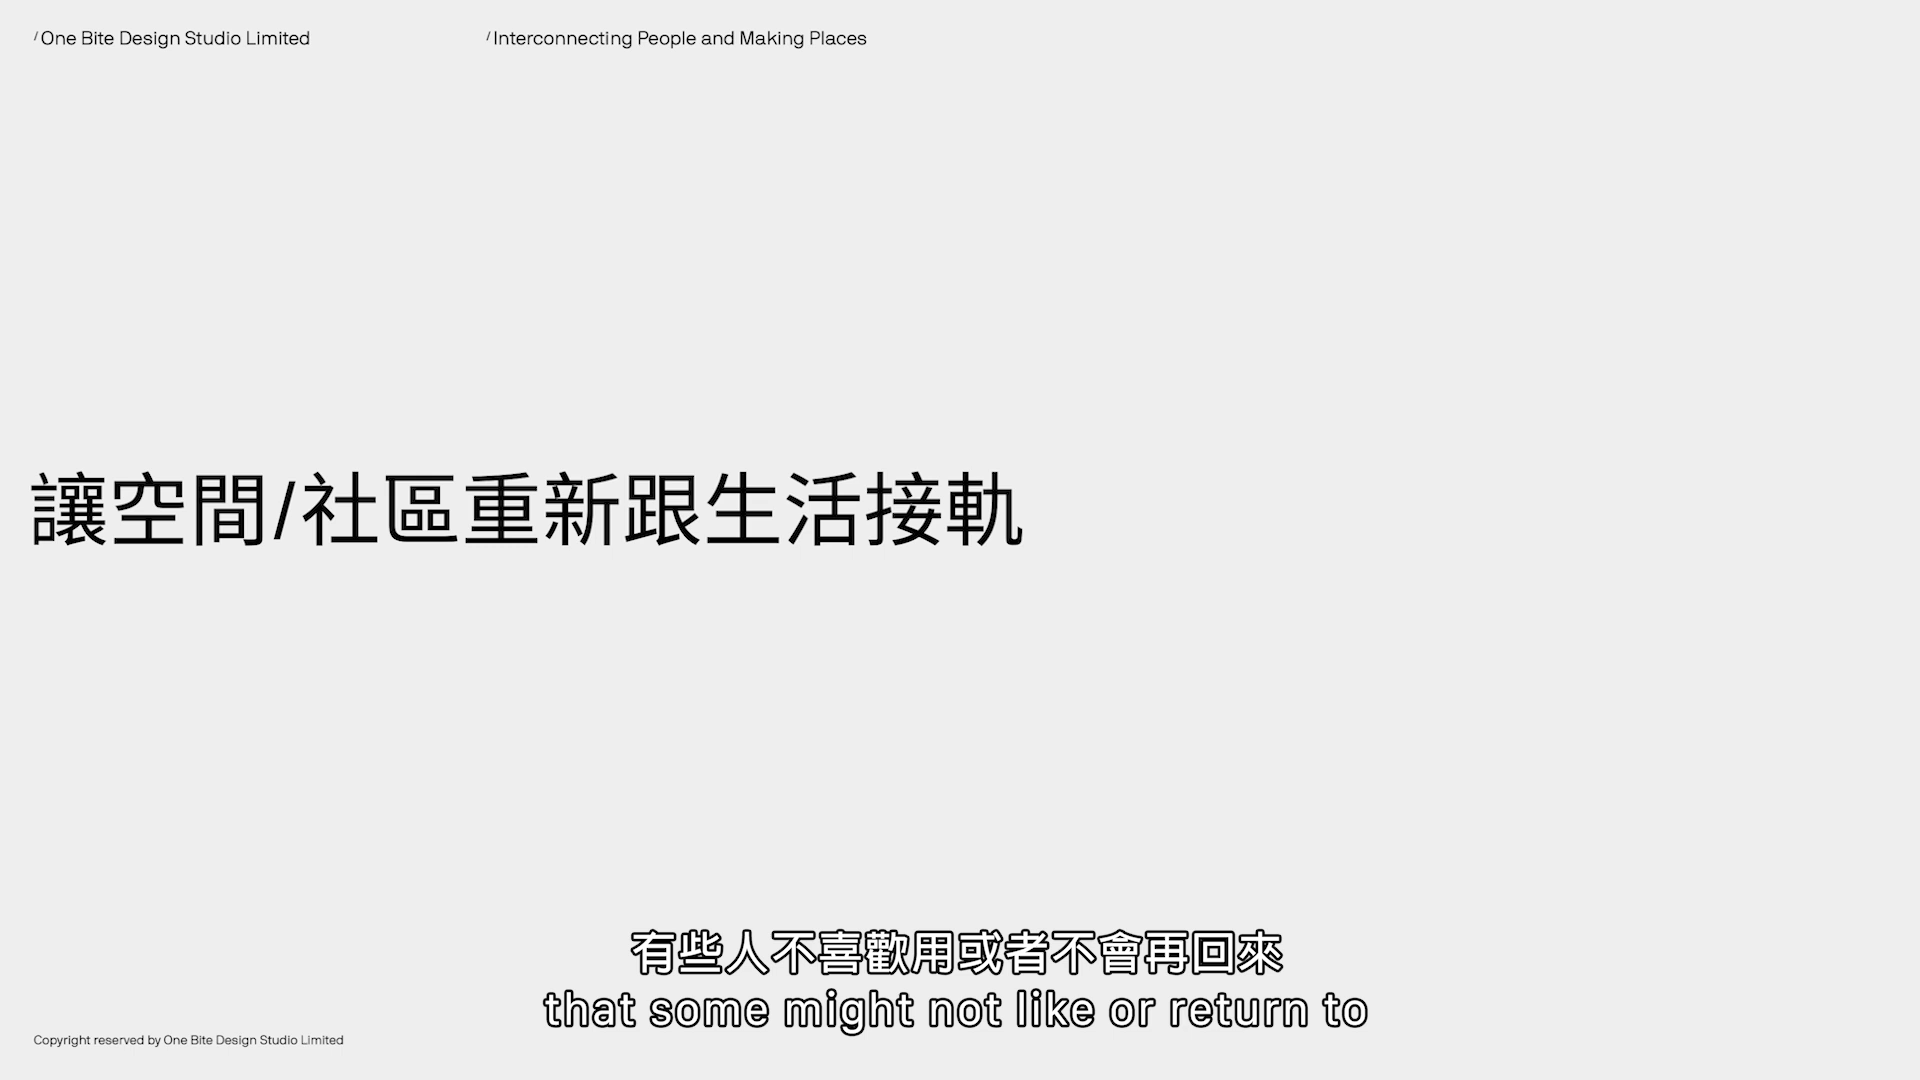 /One Bite Design Studio Limited
/Interconnecting People and Making Places
讓空間/社區重新跟生活接軌
有些人不喜歡用或者不會再回來
that some might not like or return to
Copyright reserved by One Bite Design Studio Limited